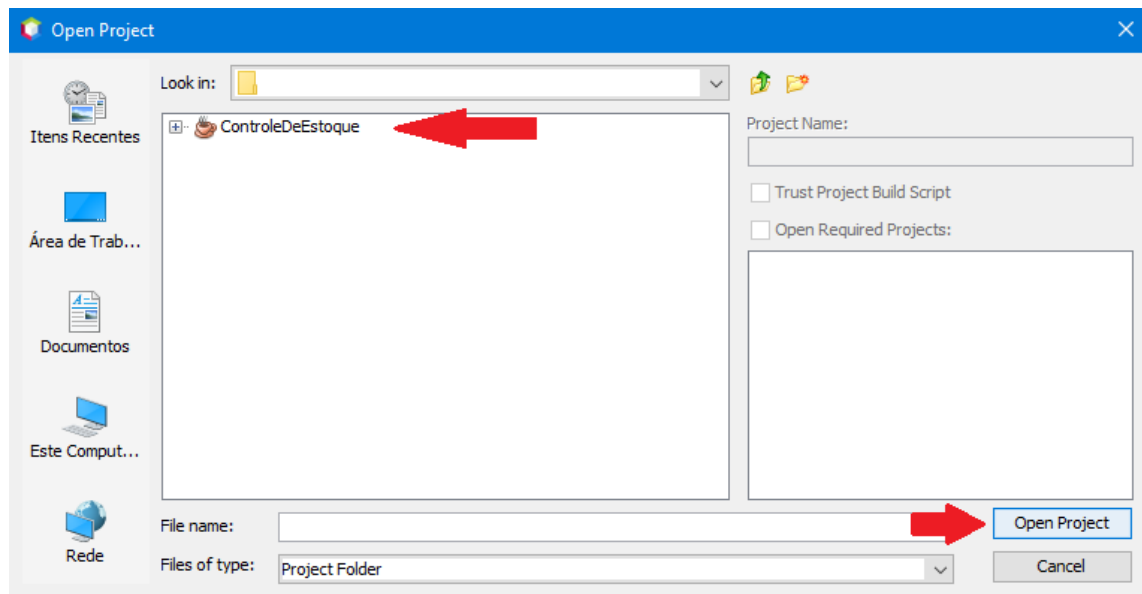 Open Project
Look in:
Itens Recentes
Área de Trab...
Documentos
Este Comput...
Rede
ControleDeEstoque
Project Name:
Trust Project Build Script
Open Required Projects:
File name:
Open Project
Files of type:
Project Folder
Cancel